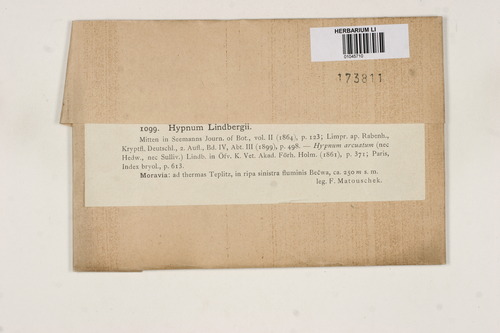 HERBARIUM LI
01045710
173811
1099. Hypnum Lindbergii.
Mitten in Seemanns Journ. of Bot., vol. II (1864), p. 123; Limpr. ap. Rabenh.,
Kryptfl. Deutschl., 2. Aufl., Bd. IV, Abt. III (1899), p. 498. — Hypnum arcuatum (nec
Hedw., nec Sulliv.) Lindb. in Öfv. K. Vet. Akad. Förh. Holm. (1861), p. 371; Paris,
Index bryol., p. 613.
Moravia: ad thermas Teplitz, in ripa sinistra fluminis Bečwa, ca. 250 m s. m.
leg. F. Matouschek.